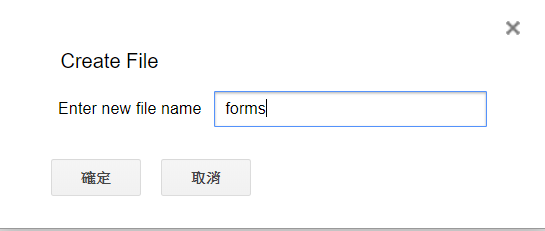 Create File
Enter new file name forms
確定 取消